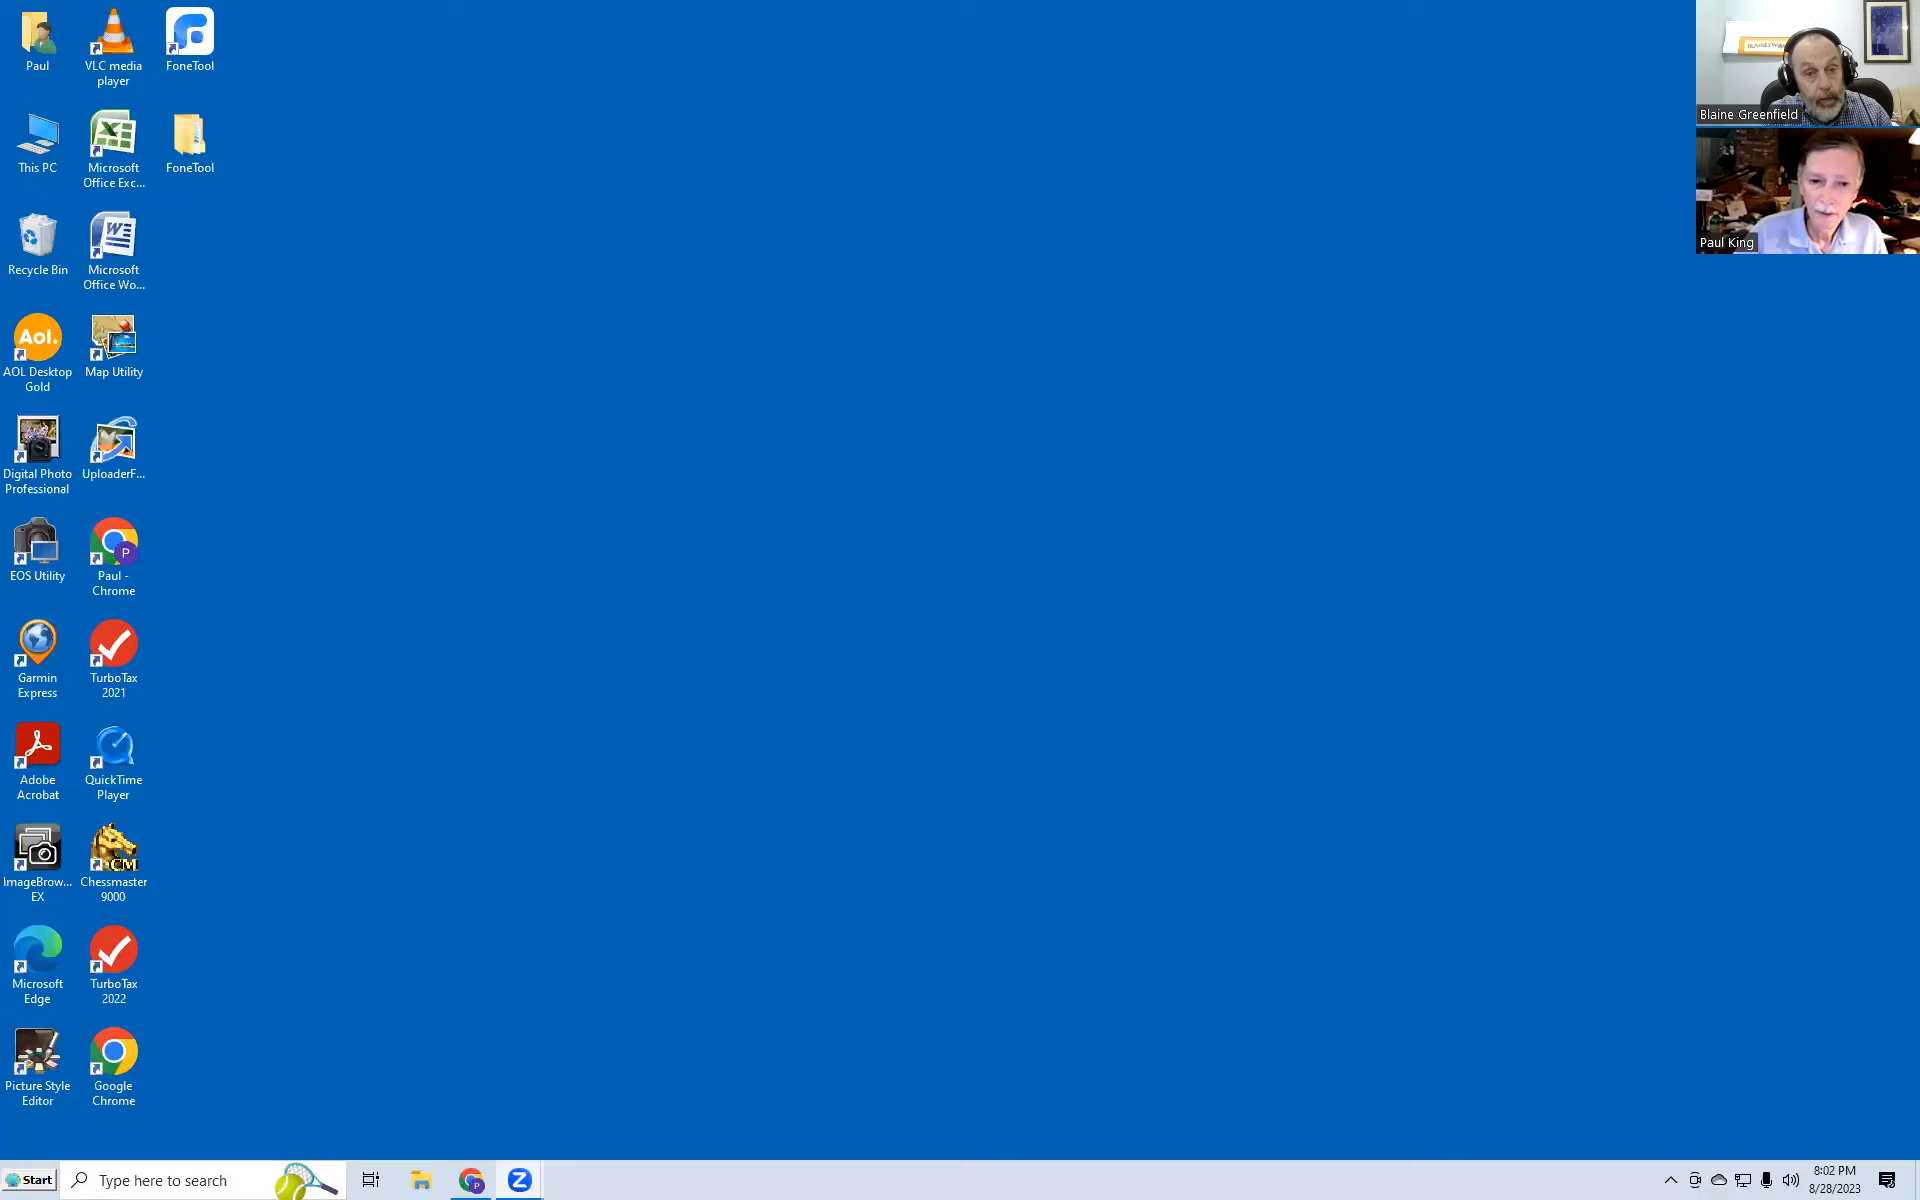 Paul
VLC media
player
FoneTool
This PC
Microsoft
Office Exc...
FoneTool
Recycle Bin
Microsoft
Office Wo...
Aol.
AOL Desktop
Gold
Map Utility
Digital Photo
Professional
UploaderF...
EOS Utility
P
Paul -
Chrome
Garmin
Express
TurboTax
2021
Adobe
Acrobat
QuickTime
Player
ImageBrow...
EX
CM
Chessmaster
9000
Microsoft
Edge
TurboTax
2022
Picture Style
Editor
Google
Chrome
Blaine Greenfield
Paul King
Start
Type here to search
8:02 PM
8/28/2023